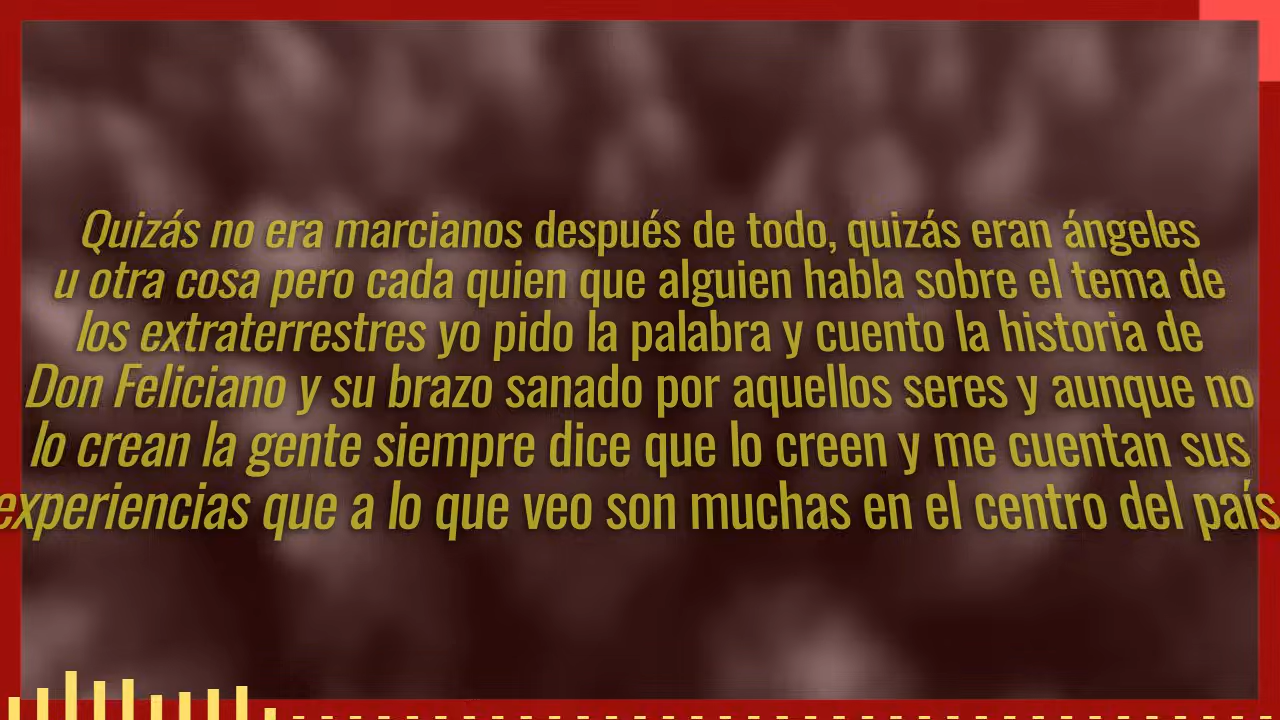 Quizás no era marcianos después de todo, quizás eran ángeles
u otra cosa pero cada quien que alguien habla sobre el tema de
los extraterrestres yo pido la palabra y cuento la historia de
Don Feliciano y su brazo sanado por aquellos seres y aunque no
lo crean la gente siempre dice que lo creen y me cuentan sus
experiencias que a lo que veo son muchas en el centro del país